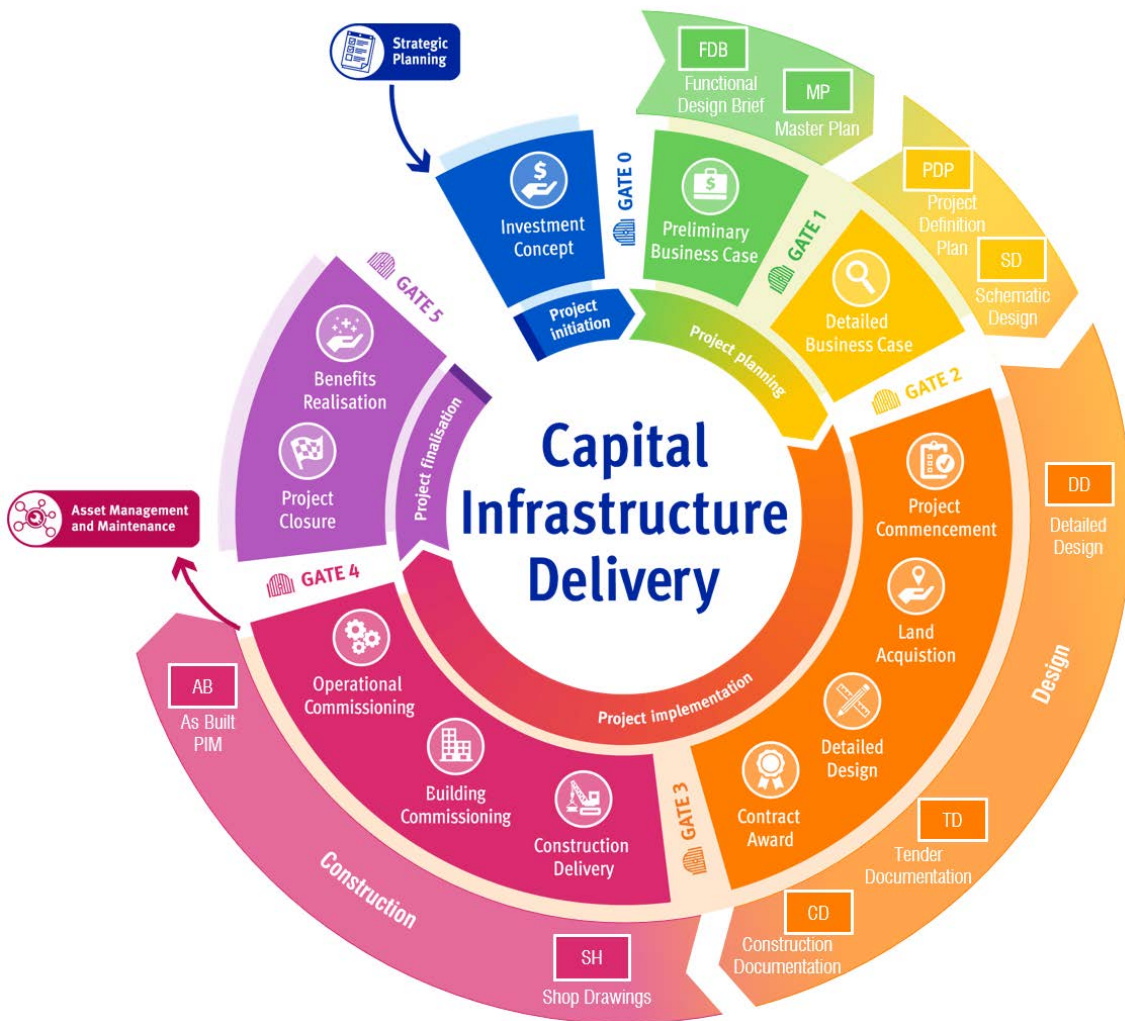 Strategic
Planning
FDB
Functional
Design Brief
MP
Master Plan
PDP
Project
Definition
Plan
SD
Schematic
Design
GATE 0
Investment
Concept
Preliminary
Business Case
GATE 1
Detailed
Business Case
GATE 2
Project
initiation
Project planning
GATE 5
Benefits
Realisation
Project
Closure
Project finalisation
Capital
Infrastructure
Delivery
Project
Commencement
Land
Acquistion
Detailed
Design
Contract
Award
DD
Detailed
Design
Design
TD
Tender
Documentation
CD
Construction
Documentation
Asset Management
and Maintenance
GATE 4
Operational
Commissioning
Building
Commissioning
Construction
Delivery
GATE 3
Project implementation
AB
As Built
PIM
Construction
SH
Shop Drawings